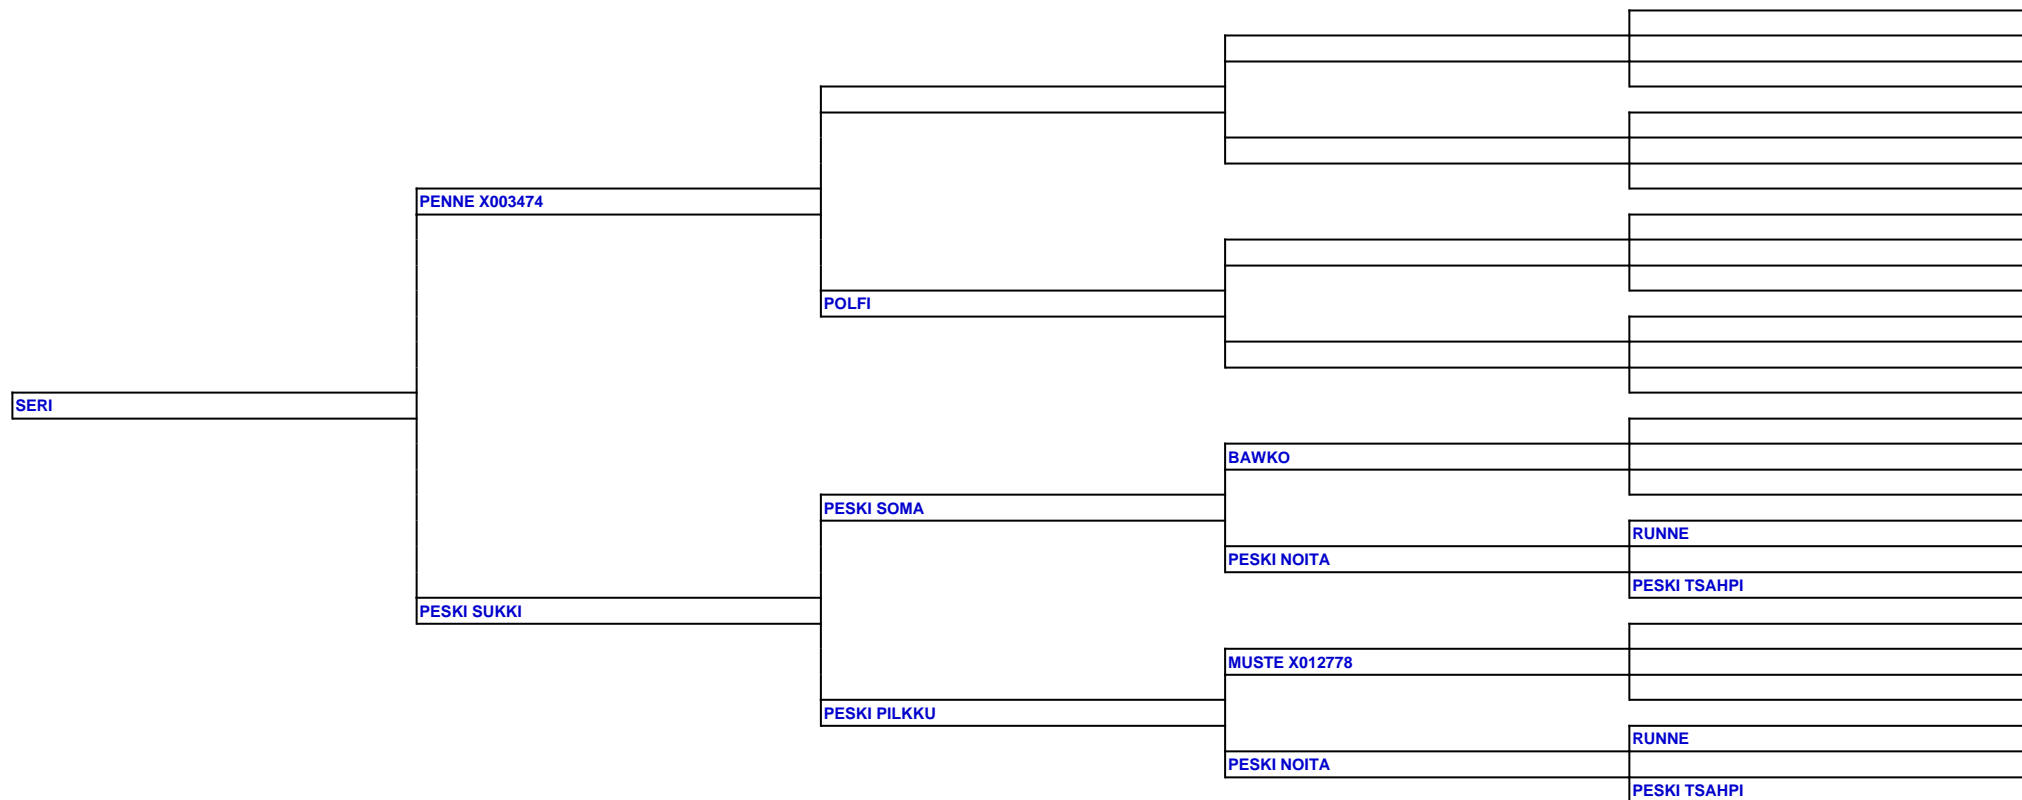 PENNE X003474
POLFI
SERI
BAWKO
PESKI SOMA
RUNNE
PESKI NOITA
PESKI TSAHPI
PESKI SUKKI
MUSTE X012778
PESKI PILKKU
RUNNE
PESKI NOITA
PESKI TSAHPI